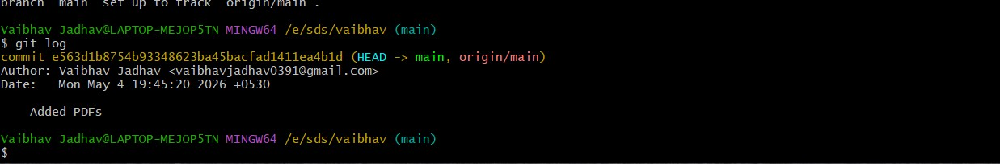 branch 'main' set up to track 'origin/main'.
Vaibhav Jadhav@LAPTOP-MEJOP5TN MINGW64 /e/sds/vaibhav (main)
$ git log
commit e563d1b8754b93348623ba45bacfad1411ea4b1d (HEAD -> main, origin/main)
Author: Vaibhav Jadhav <vaibhavjadhav0391@gmail.com>
Date:   Mon May 4 19:45:20 2026 +0530
Added PDFs
Vaibhav Jadhav@LAPTOP-MEJOP5TN MINGW64 /e/sds/vaibhav (main)
$